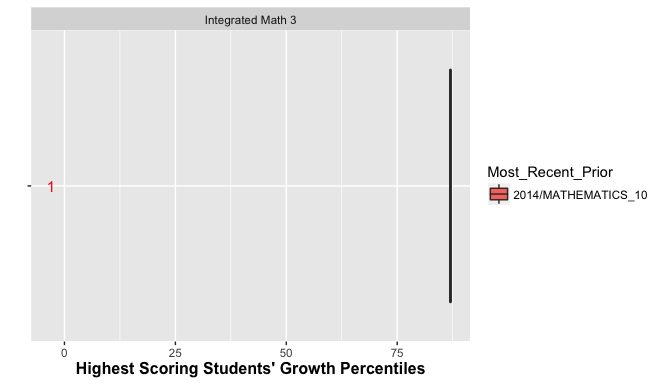 Integrated Math 3
1
Most_Recent_Prior
2014/MATHEMATICS_10
0 25 50 75
Highest Scoring Students' Growth Percentiles